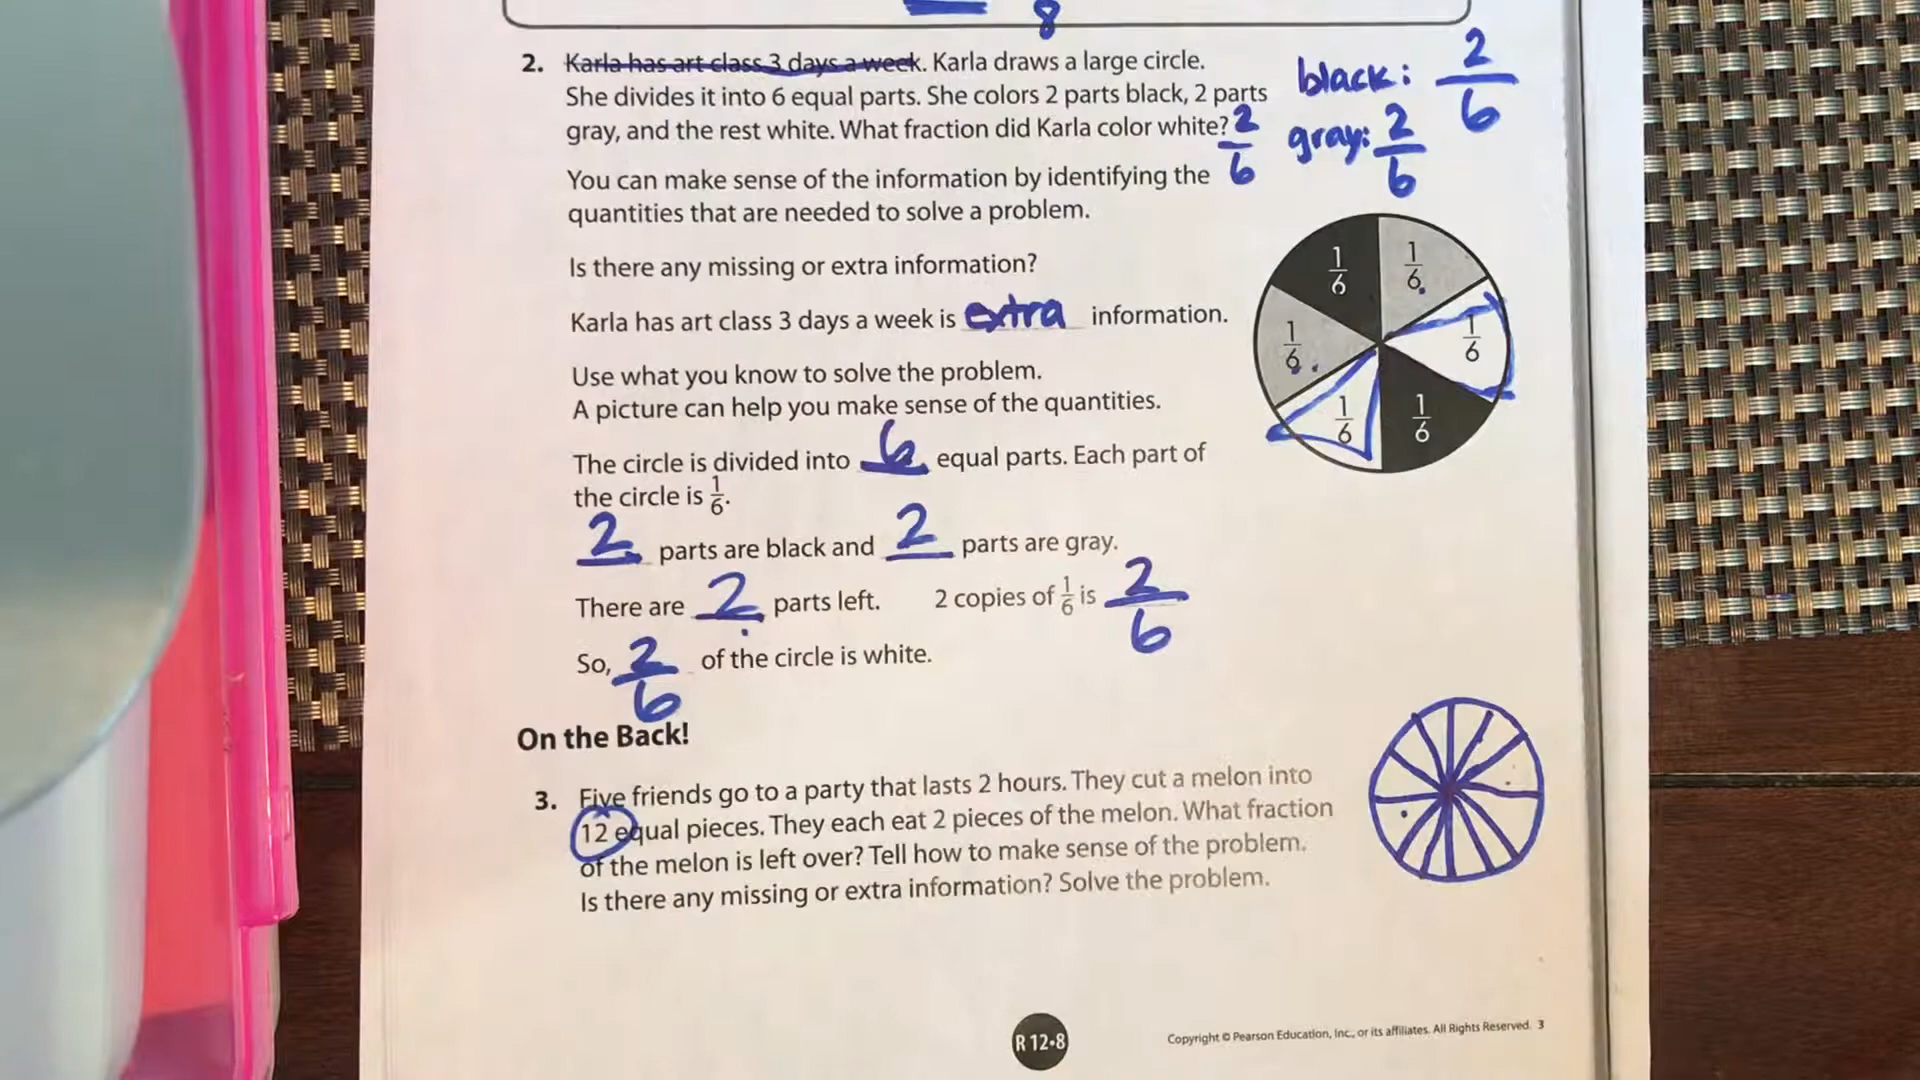 8
2. Karla has art class 3 days a week. Karla draws a large circle.
She divides it into 6 equal parts. She colors 2 parts black, 2 parts
gray, and the rest white. What fraction did Karla color white? 2/6
black: 2/6
gray: 2/6
You can make sense of the information by identifying the
quantities that are needed to solve a problem.
Is there any missing or extra information?
Karla has art class 3 days a week is extra information.
Use what you know to solve the problem.
A picture can help you make sense of the quantities.
The circle is divided into 6 equal parts. Each part of
the circle is 1/6.
2 parts are black and 2 parts are gray.
There are 2 parts left. 2 copies of 1/6 is 2/6
So, 2/6 of the circle is white.
1/6 1/6
1/6 1/6
1/6 1/6
On the Back!
3. Five friends go to a party that lasts 2 hours. They cut a melon into
12 equal pieces. They each eat 2 pieces of the melon. What fraction
of the melon is left over? Tell how to make sense of the problem.
Is there any missing or extra information? Solve the problem.
R 12•8
Copyright © Pearson Education, Inc., or its affiliates. All Rights Reserved. 3